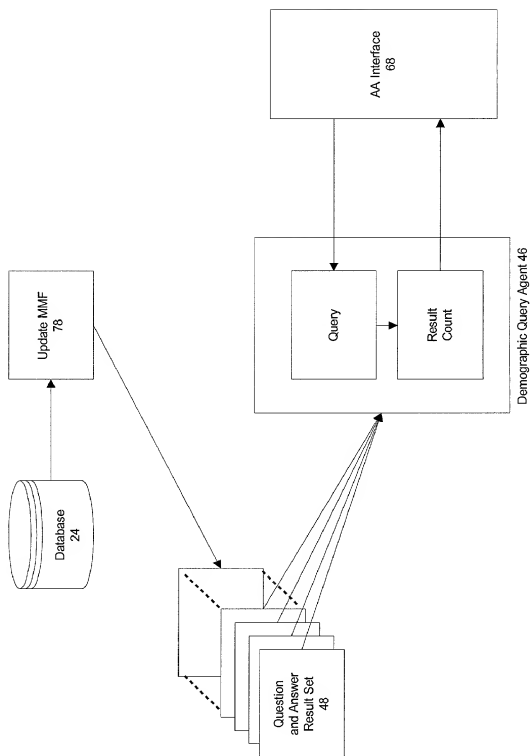 Database
24
Update MMF
78
Question
and Answer
Result Set
48
Query
Result
Count
Demographic Query Agent 46
AA Interface
68